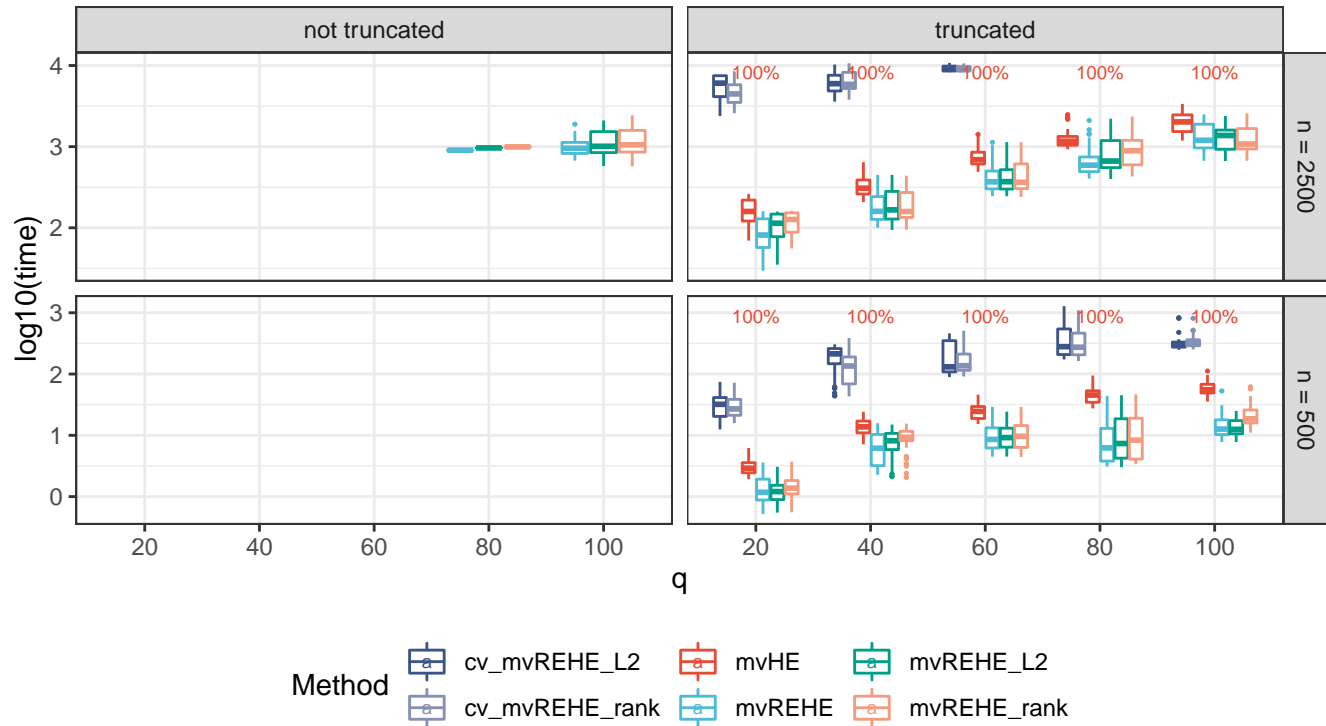 not truncated
truncated
4
3
2
1
100% 100% 100% 100% 100%
n = 2500
log10(time)
3
2
1
0
100% 100% 100% 100% 100%
n = 500
20 40 60 80 100
20 40 60 80 100
q
Method
a cv_mvREHE_L2
a mvHE
a mvREHE_L2
a cv_mvREHE_rank
a mvREHE
a mvREHE_rank